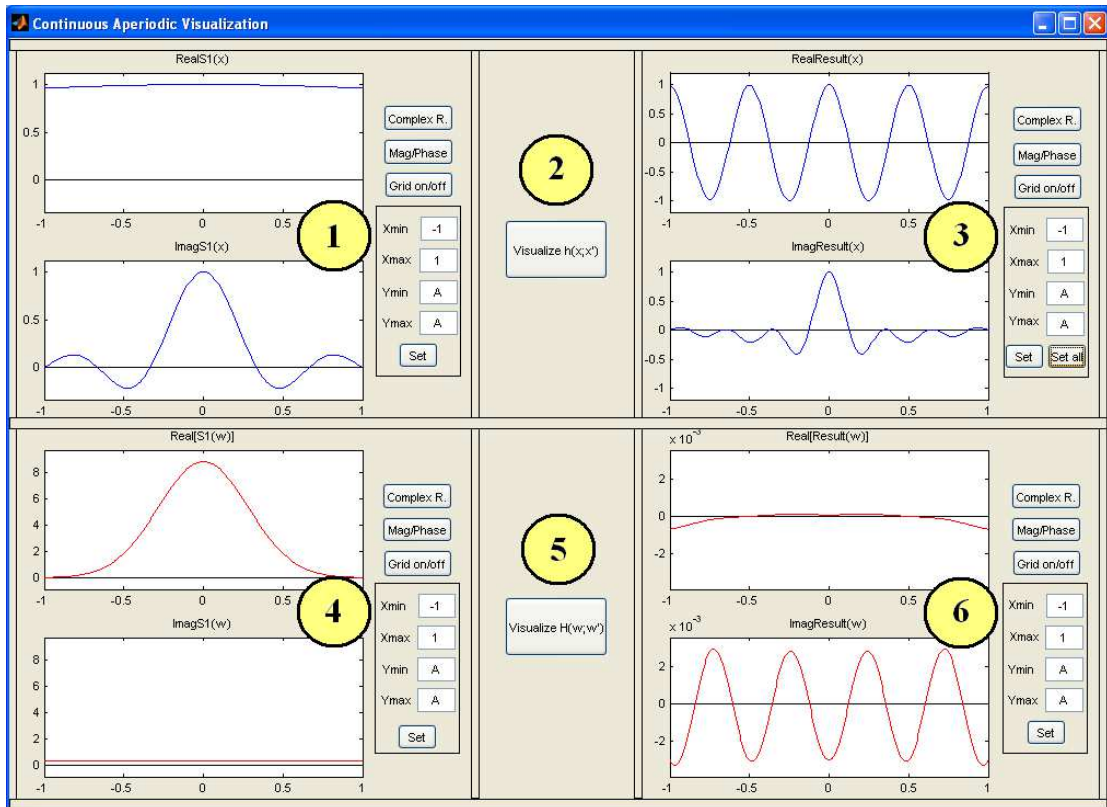 Continuous Aperiodic Visualization
RealS1(x)
1
0.5
0
-1 -0.5 0 0.5
ImagS1(x)
1
0.5
0
-1 -0.5 0 0.5 1
Complex R.
Mag/Phase
Grid on/off
1
Xmin -1
Xmax 1
Ymin A
Ymax A
Set
2
Visualize h(x;x')
RealResult(x)
1
0.5
0
-0.5
-1
-1 -0.5 0 0.5
ImagResult(x)
1
0.5
0
-0.5
-1
-1 -0.5 0 0.5 1
Complex R.
Mag/Phase
Grid on/off
3
Xmin -1
Xmax 1
Ymin A
Ymax A
Set Set all
Real[S1(w)]
8
6
4
2
0
-1 -0.5 0 0.5
ImagS1(w)
8
6
4
2
0
-1 -0.5 0 0.5 1
Complex R.
Mag/Phase
Grid on/off
4
Xmin -1
Xmax 1
Ymin A
Ymax A
Set
5
Visualize H(w;w')
x 10-3
Real[Result(w)]
2
0
-2
-1 -0.5 0 0.5
x 10-3
ImagResult(w)
2
0
-2
-1 -0.5 0 0.5 1
Complex R.
Mag/Phase
Grid on/off
6
Xmin -1
Xmax 1
Ymin A
Ymax A
Set